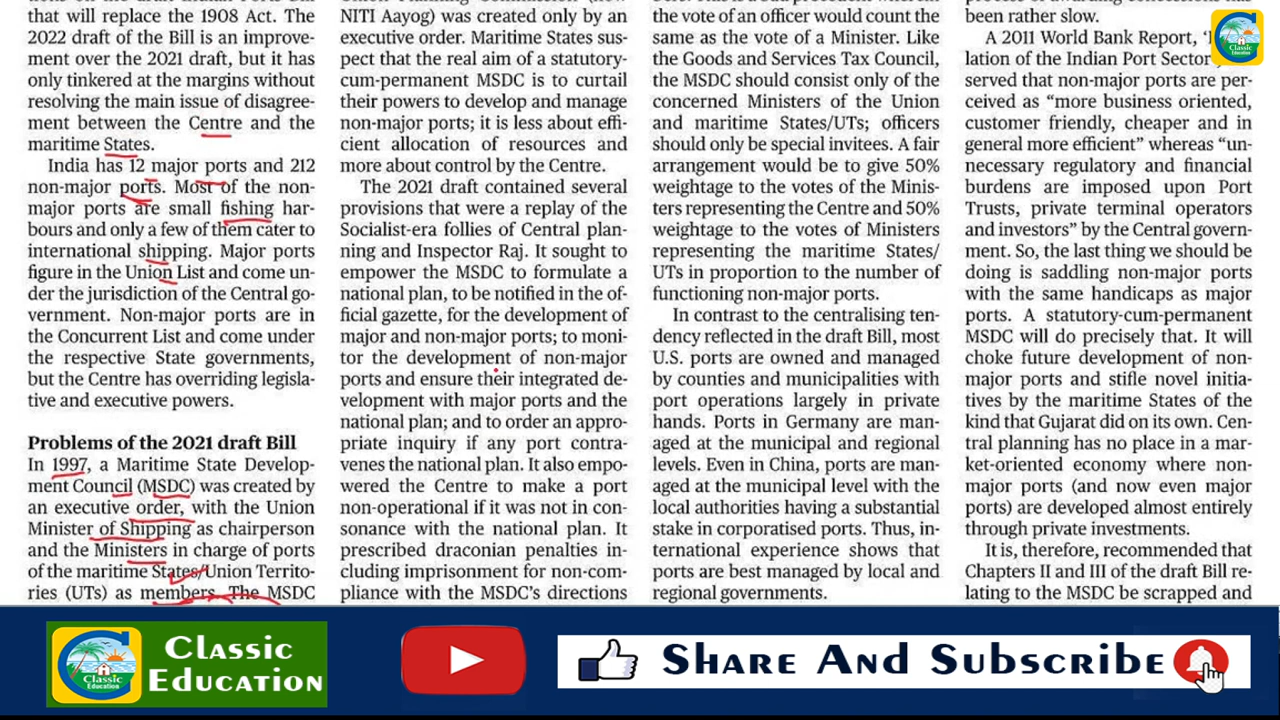 that will replace the 1908 Act. The
2022 draft of the Bill is an improve-
ment over the 2021 draft, but it has
only tinkered at the margins without
resolving the main issue of disagree-
ment between the Centre and the
maritime States.
India has 12 major ports and 212
non-major ports. Most of the non-
major ports are small fishing har-
bours and only a few of them cater to
international shipping. Major ports
figure in the Union List and come un-
der the jurisdiction of the Central go-
vernment. Non-major ports are in
the Concurrent List and come under
the respective State governments,
but the Centre has overriding legisla-
tive and executive powers.
Problems of the 2021 draft Bill
In 1997, a Maritime State Develop-
ment Council (MSDC) was created by
an executive order, with the Union
Minister of Shipping as chairperson
and the Ministers in charge of ports
of the maritime States/Union Territo-
ries (UTs) as members. The MSDC
NITI Aayog) was created only by an
executive order. Maritime States sus-
pect that the real aim of a statutory-
cum-permanent MSDC is to curtail
their powers to develop and manage
non-major ports; it is less about effi-
cient allocation of resources and
more about control by the Centre.
The 2021 draft contained several
provisions that were a replay of the
Socialist-era follies of Central plan-
ning and Inspector Raj. It sought to
empower the MSDC to formulate a
national plan, to be notified in the of-
ficial gazette, for the development of
major and non-major ports; to moni-
tor the development of non-major
ports and ensure their integrated de-
velopment with major ports and the
national plan; and to order an appro-
priate inquiry if any port contra-
venes the national plan. It also empo-
wered the Centre to make a port
non-operational if it was not in con-
sonance with the national plan. It
prescribed draconian penalties in-
cluding imprisonment for non-com-
pliance with the MSDC's directions
the vote of an officer would count the
same as the vote of a Minister. Like
the Goods and Services Tax Council,
the MSDC should consist only of the
concerned Ministers of the Union
and maritime States/UTs; officers
should only be special invitees. A fair
arrangement would be to give 50%
weightage to the votes of the Minis-
ters representing the Centre and 50%
weightage to the votes of Ministers
representing the maritime States/
UTs in proportion to the number of
functioning non-major ports.
In contrast to the centralising ten-
dency reflected in the draft Bill, most
U.S. ports are owned and managed
by counties and municipalities with
port operations largely in private
hands. Ports in Germany are man-
aged at the municipal and regional
levels. Even in China, ports are man-
aged at the municipal level with the
local authorities having a substantial
stake in corporatised ports. Thus, in-
ternational experience shows that
ports are best managed by local and
regional governments.
been rather slow.
A 2011 World Bank Report,
lation of the Indian Port Sector
served that non-major ports are per-
ceived as “more business oriented,
customer friendly, cheaper and in
general more efficient” whereas “un-
necessary regulatory and financial
burdens are imposed upon Port
Trusts, private terminal operators
and investors” by the Central govern-
ment. So, the last thing we should be
doing is saddling non-major ports
with the same handicaps as major
ports. A statutory-cum-permanent
MSDC will do precisely that. It will
choke future development of non-
major ports and stifle novel initia-
tives by the maritime States of the
kind that Gujarat did on its own. Cen-
tral planning has no place in a mar-
ket-oriented economy where non-
major ports (and now even major
ports) are developed almost entirely
through private investments.
It is, therefore, recommended that
Chapters II and III of the draft Bill re-
lating to the MSDC be scrapped and
Classic
Education
Classic
Education
Classic
Education
Share And Subscribe